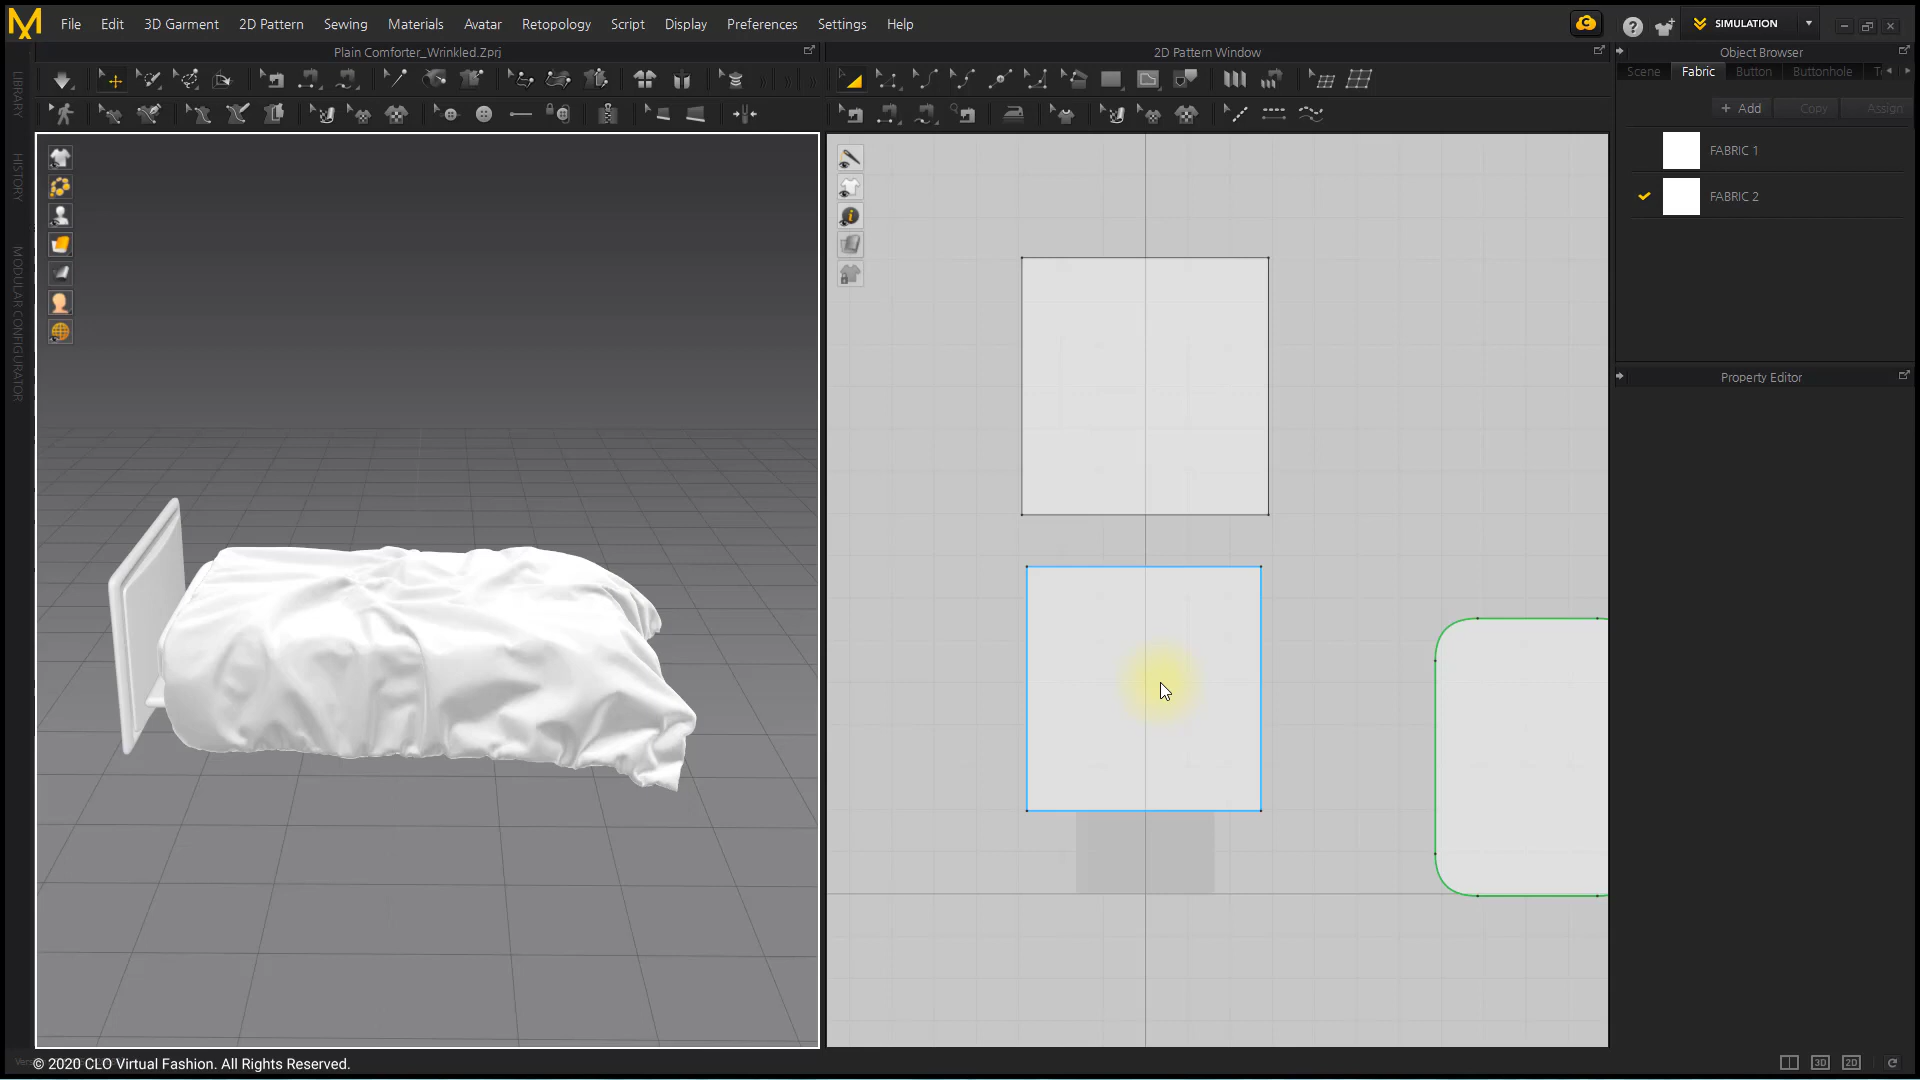 File Edit 3D Garment 2D Pattern Sewing Materials Avatar Retopology Script Display Preferences Settings Help
SIMULATION
Plain Comforter_Wrinkled.Zprj
2D Pattern Window
Object Browser
Scene Fabric Button Buttonhole
+ Add Copy Assign
FABRIC 1
FABRIC 2
Property Editor
LIBRARY
HISTORY
MODULAR CONFIGURATOR
© 2020 CLO Virtual Fashion. All Rights Reserved.
3D 2D